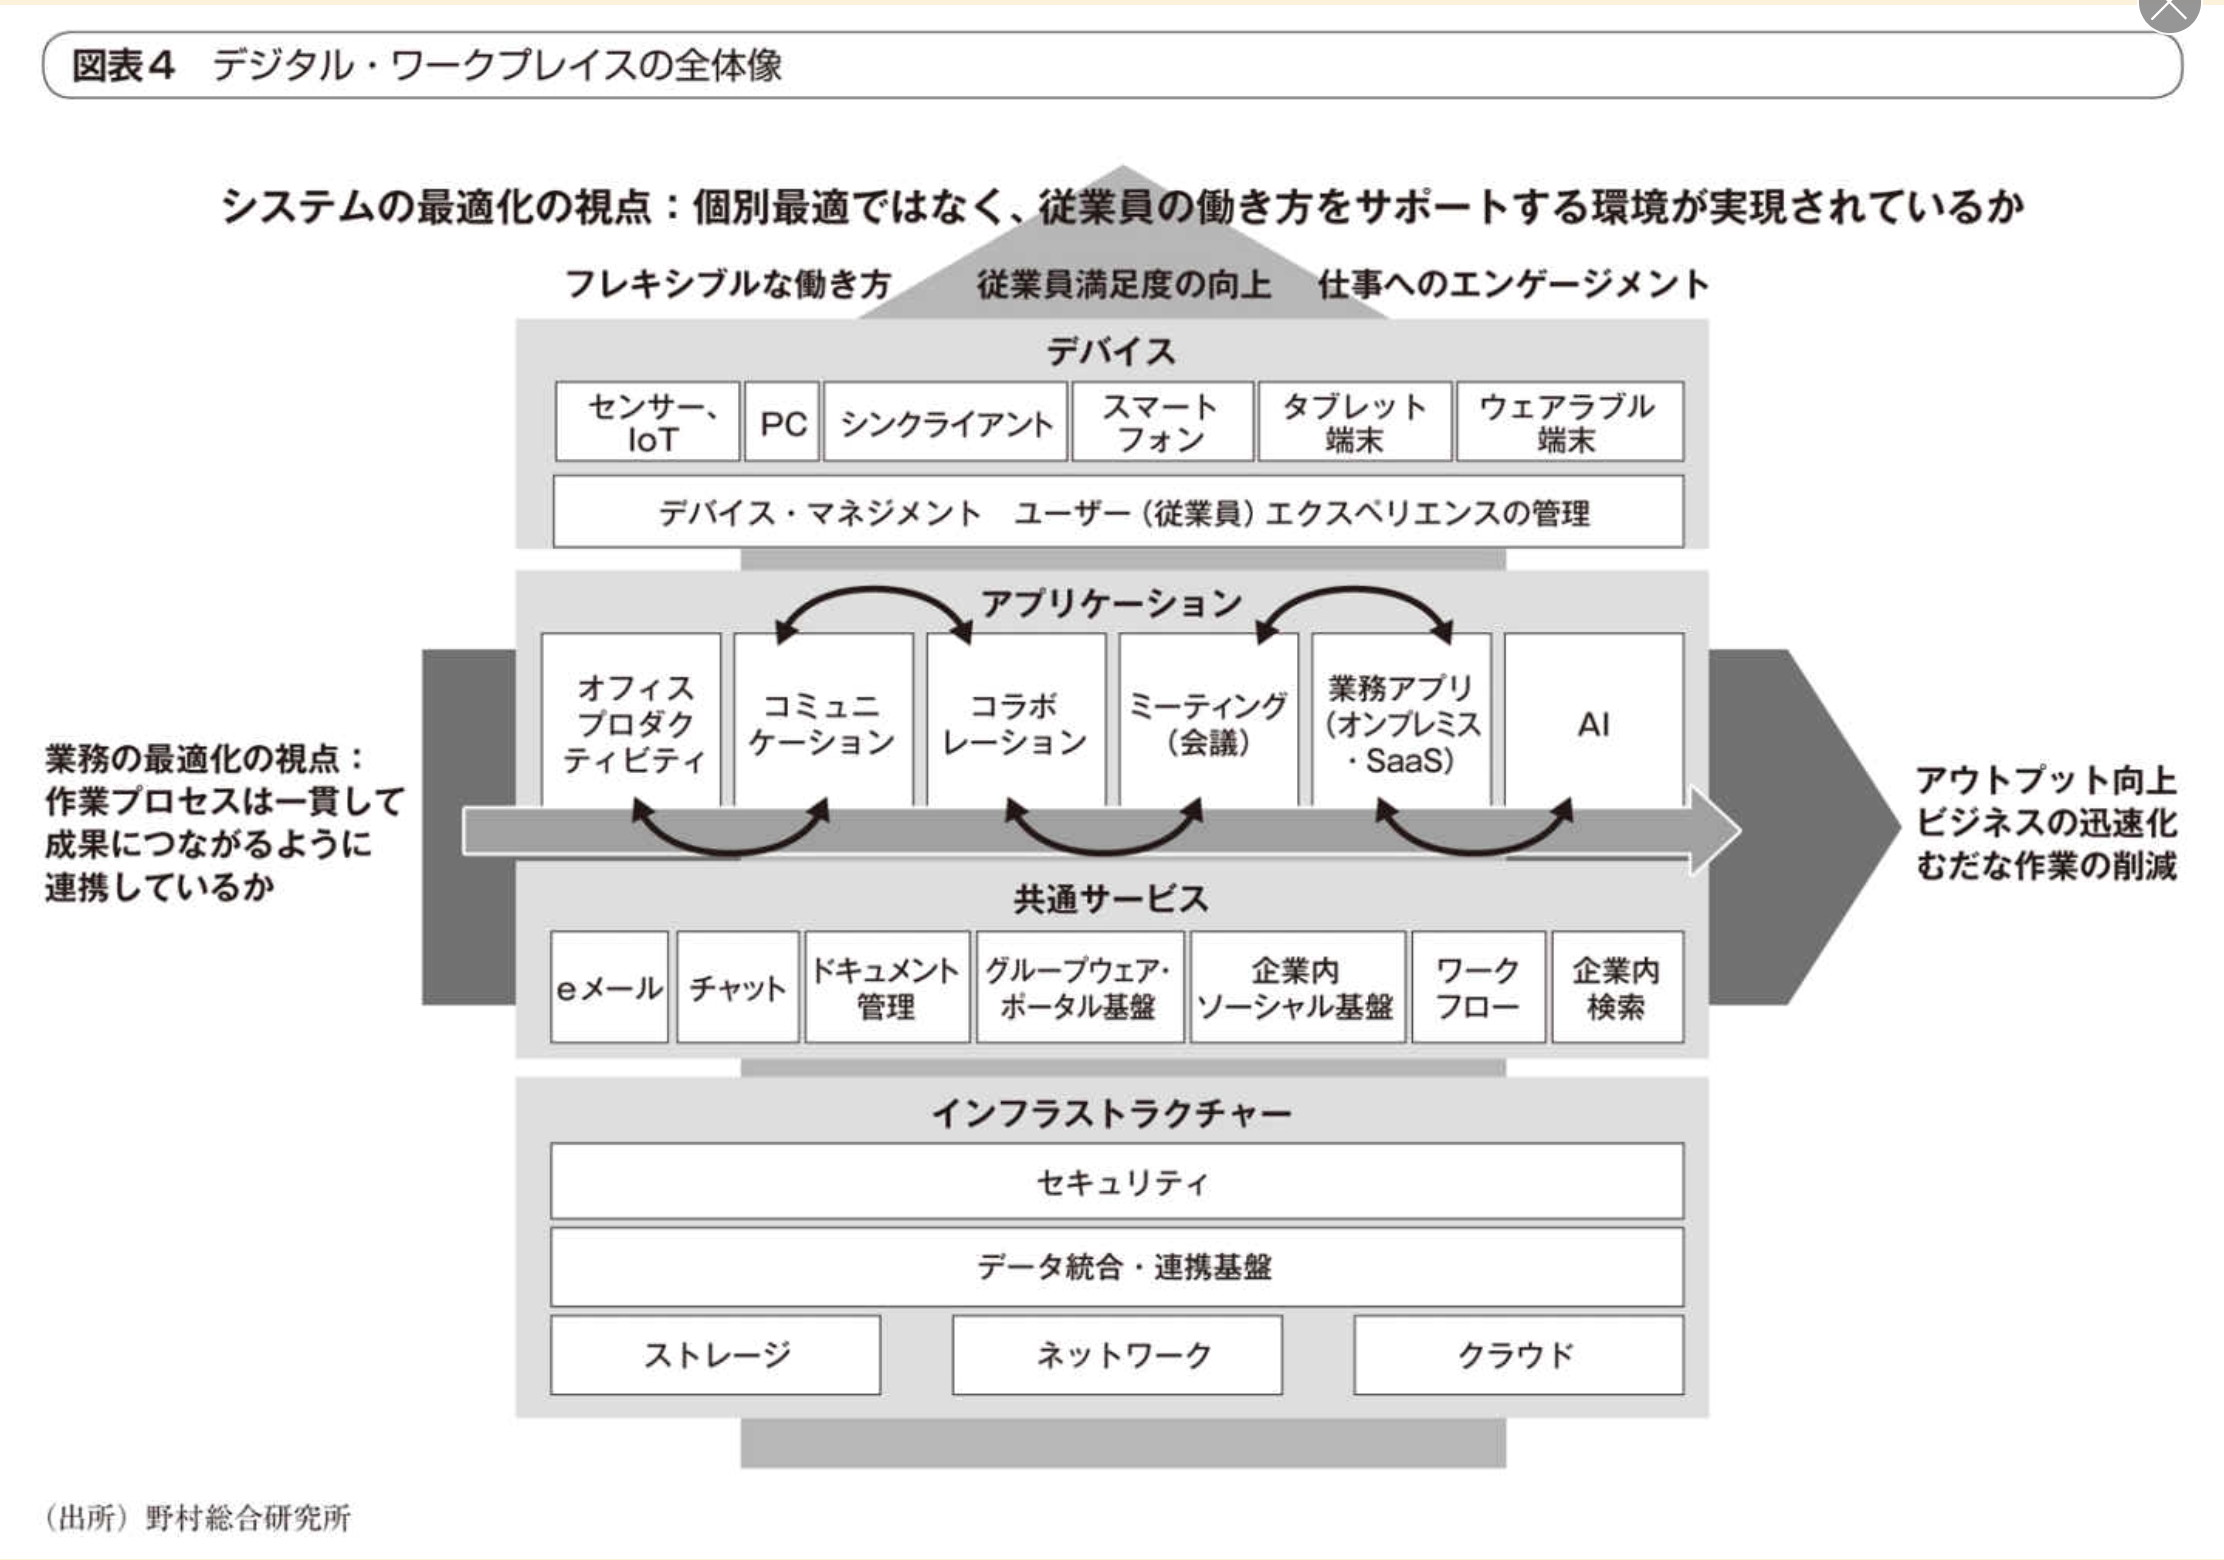 図表4 デジタル・ワークプレイスの全体像
システムの最適化の視点：個別最適ではなく、従業員の働き方をサポートする環境が実現されているか
フレキシブルな働き方 従業員満足度の向上 仕事へのエンゲージメント
デバイス
センサー、
IoT
PC
シンクライアント
スマート
フォン
タブレット
端末
ウェアラブル
端末
デバイス・マネジメント ユーザー（従業員）エクスペリエンスの管理
アプリケーション
オフィス
プロダク
ティビティ
コミュニ
ケーション
コラボ
レーション
ミーティング
（会議）
業務アプリ
（オンプレミス
・SaaS）
AI
業務の最適化の視点：
作業プロセスは一貫して
成果につながるように
連携しているか
アウトプット向上
ビジネスの迅速化
むだな作業の削減
共通サービス
eメール
チャット
ドキュメント
管理
グループウェア・
ポータル基盤
企業内
ソーシャル基盤
ワーク
フロー
企業内
検索
インフラストラクチャー
セキュリティ
データ統合・連携基盤
ストレージ
ネットワーク
クラウド
（出所）野村総合研究所